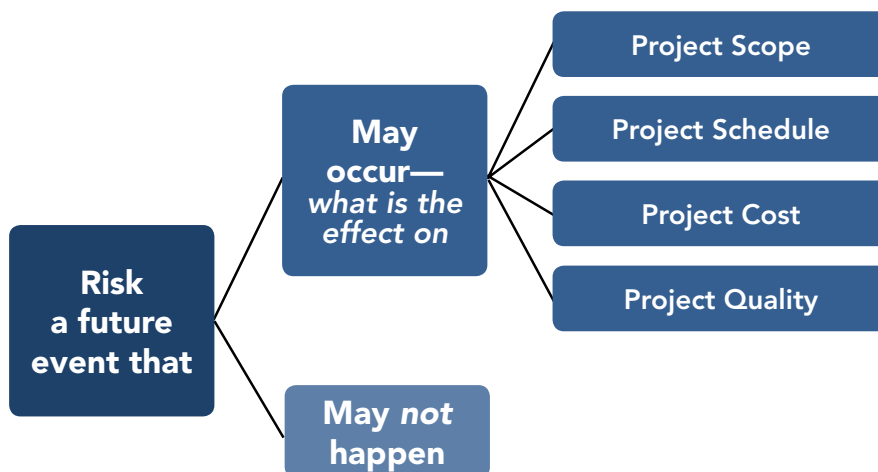 Risk
a future
event that
May
occur—
what is the
effect on
Project Scope
Project Schedule
Project Cost
Project Quality
May not
happen